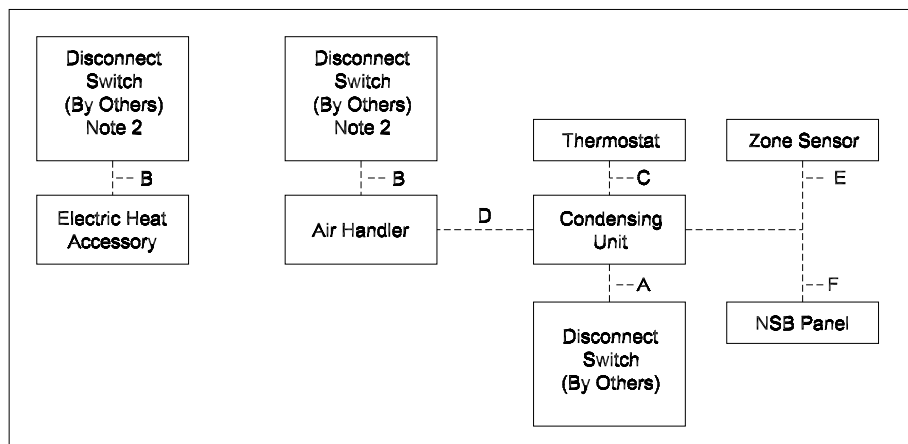 Disconnect
Switch
(By Others)
Note 2
Disconnect
Switch
(By Others)
Note 2
Thermostat
Zone Sensor
B
B
C
E
Electric Heat
Accessory
Air Handler
D
Condensing
Unit
A
F
Disconnect
Switch
(By Others)
NSB Panel